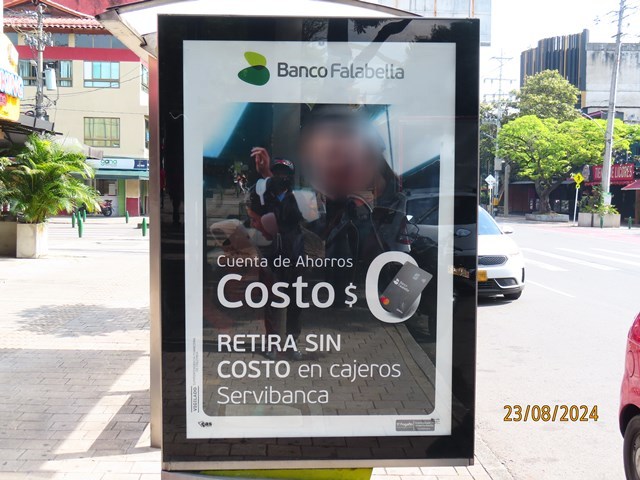 Banco Falabella
Cuenta de Ahorros
Costo $ 0
RETIRA SIN
COSTO en cajeros
Servibanca
23/08/2024